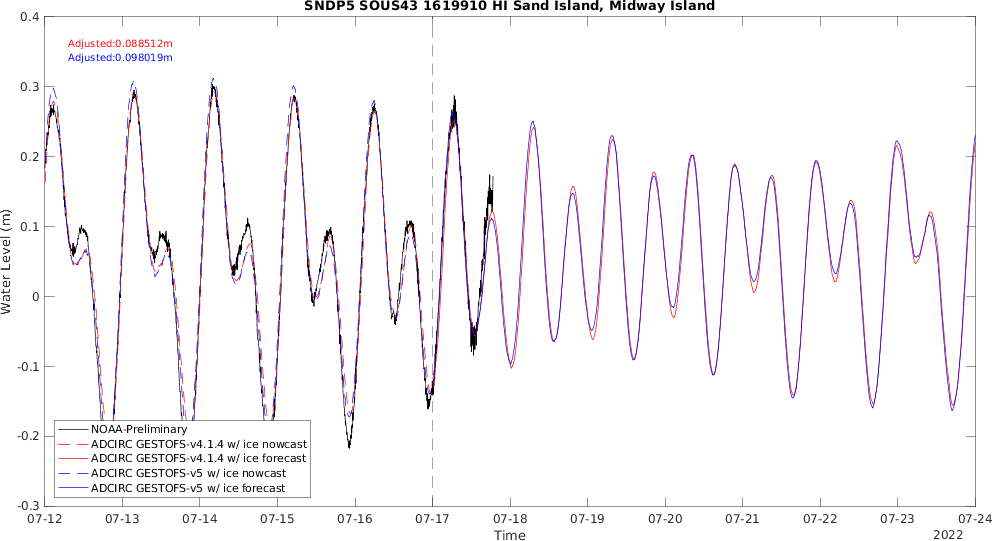 SNDP5 SOUS43 1619910 HI Sand Island, Midway Island
Adjusted:0.088512m
Adjusted:0.098019m
Water Level (m)
0.4
0.3
0.2
0.1
0
-0.1
-0.2
-0.3
NOAA-Preliminary
ADCIRC GESTOFS-v4.1.4 w/ ice nowcast
ADCIRC GESTOFS-v4.1.4 w/ ice forecast
ADCIRC GESTOFS-v5 w/ ice nowcast
ADCIRC GESTOFS-v5 w/ ice forecast
07-12 07-13 07-14 07-15 07-16 07-17 07-18 07-19 07-20 07-21 07-22 07-23 07-24
Time
2022